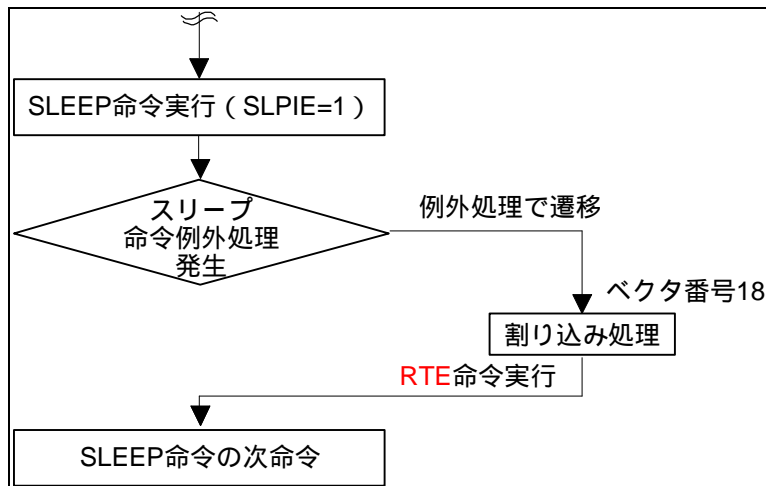 SLEEP命令実行（SLPIE=1）
スリープ
命令例外処理
発生
例外処理で遷移
ベクタ番号18
割り込み処理
RTE命令実行
SLEEP命令の次命令